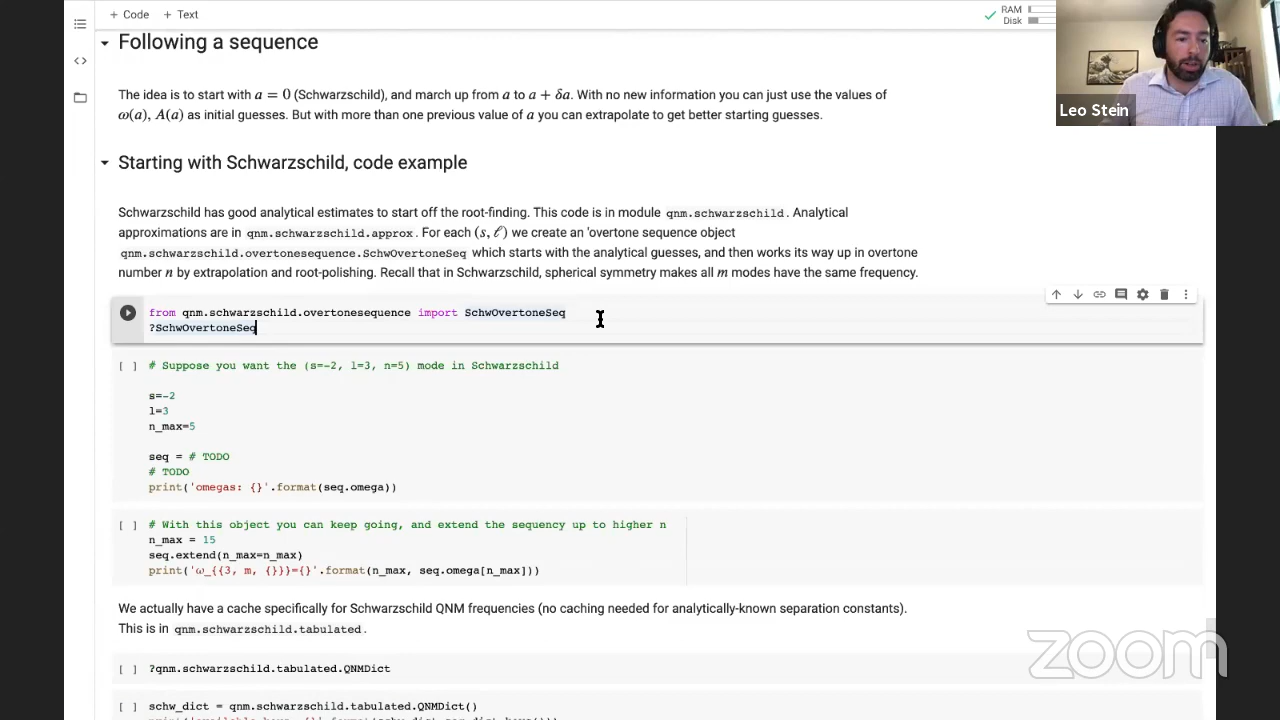 + Code + Text
RAM
Disk
Following a sequence
The idea is to start with a = 0 (Schwarzschild), and march up from a to a + δa. With no new information you can just use the values of
ω(a), A(a) as initial guesses. But with more than one previous value of a you can extrapolate to get better starting guesses.
Leo Stein
Starting with Schwarzschild, code example
Schwarzschild has good analytical estimates to start off the root-finding. This code is in module qnm.schwarzschild. Analytical
approximations are in qnm.schwarzschild.approx. For each (s, ℓ) we create an 'overtone sequence object
qnm.schwarzschild.overtonesequence.SchwOvertoneSeq which starts with the analytical guesses, and then works its way up in overtone
number n by extrapolation and root-polishing. Recall that in Schwarzschild, spherical symmetry makes all m modes have the same frequency.
from qnm.schwarzschild.overtonesequence import SchwOvertoneSeq
?SchwOvertoneSeq
[ ] # Suppose you want the (s=-2, l=3, n=5) mode in Schwarzschild
s=-2
l=3
n_max=5
seq = # TODO
# TODO
print('omegas: {}'.format(seq.omega))
[ ] # With this object you can keep going, and extend the sequency up to higher n
n_max = 15
seq.extend(n_max=n_max)
print('ω_{{3, m, {}}}={}'.format(n_max, seq.omega[n_max]))
We actually have a cache specifically for Schwarzschild QNM frequencies (no caching needed for analytically-known separation constants).
This is in qnm.schwarzschild.tabulated.
zoom
[ ] ?qnm.schwarzschild.tabulated.QNMDict
[ ] schw_dict = qnm.schwarzschild.tabulated.QNMDict()